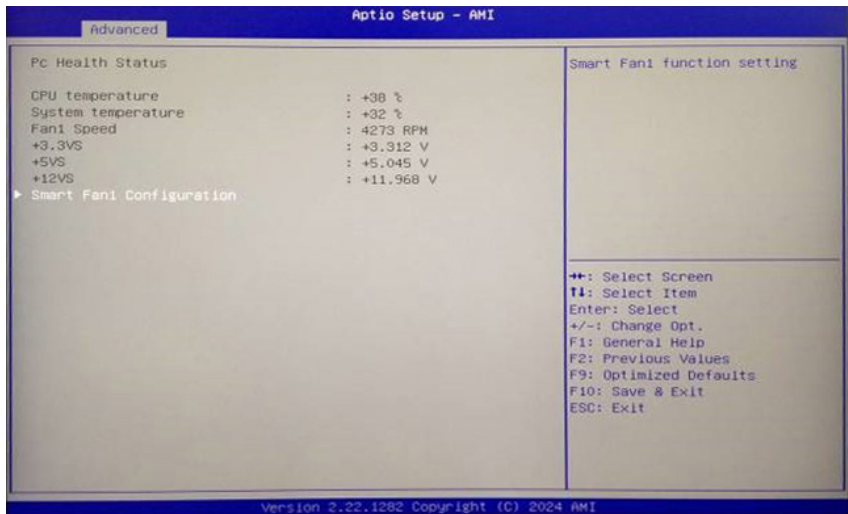 Aptio Setup - AMI
Advanced
Pc Health Status
CPU temperature : +38 %
System temperature : +32 %
Fan1 Speed : 4273 RPM
+3.3VS : +3.312 V
+5VS : +5.045 V
+12VS : +11.968 V
► Smart Fan1 Configuration
Smart Fan1 function setting
→←: Select Screen
↑↓: Select Item
Enter: Select
+/-: Change Opt.
F1: General Help
F2: Previous Values
F9: Optimized Defaults
F10: Save & Exit
ESC: Exit
Version 2.22.1282 Copyright (C) 2024 AMI